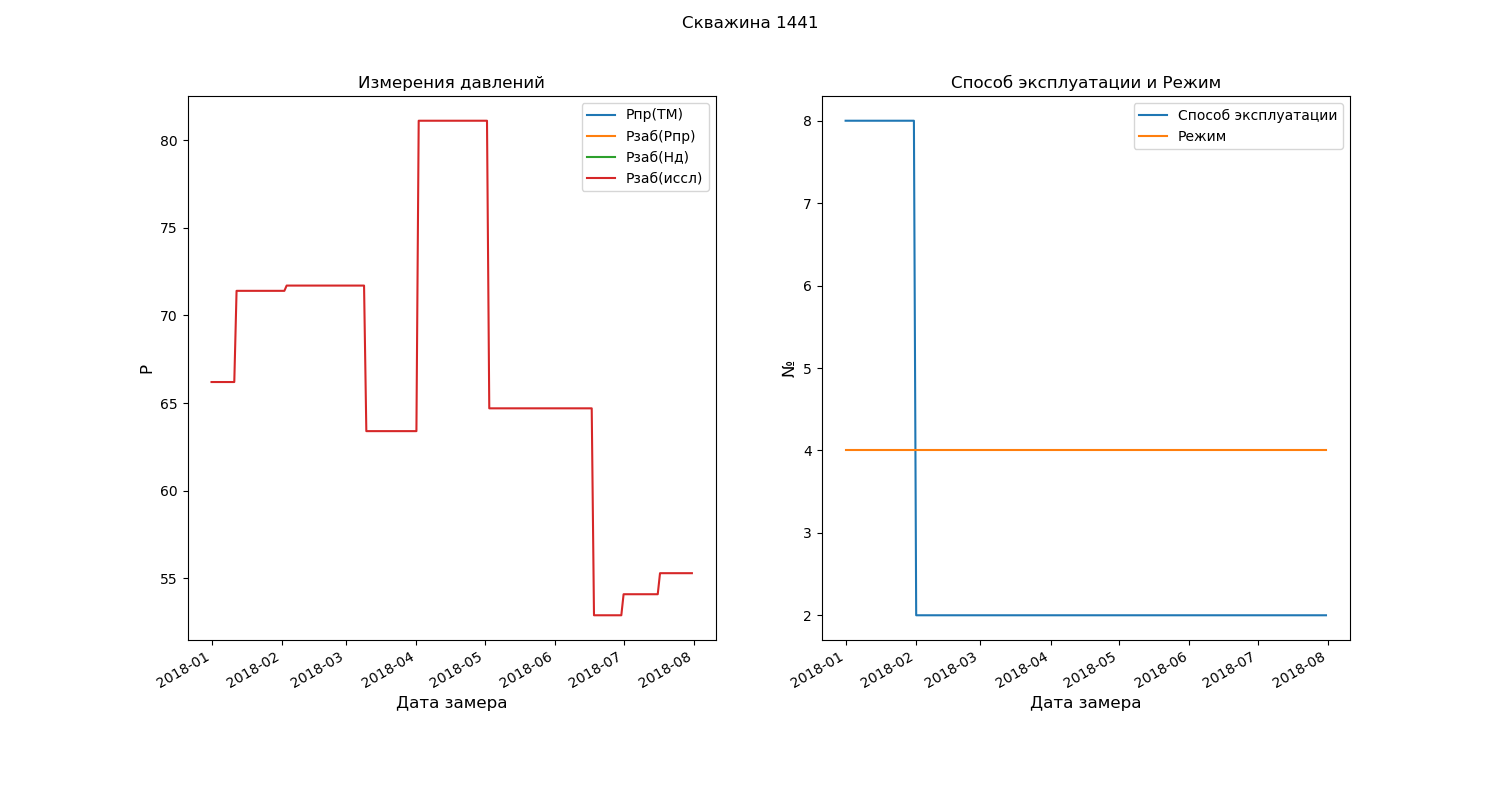 Скважина 1441
Измерения давлений
P
80
75
70
65
60
55
Рпр(ТМ)
Рзаб(Рпр)
Рзаб(Нд)
Рзаб(иссл)
2018-01
2018-02
2018-03
2018-04
2018-05
2018-06
2018-07
2018-08
Дата замера
Способ эксплуатации и Режим
№
8
7
6
5
4
3
2
Способ эксплуатации
Режим
2018-01
2018-02
2018-03
2018-04
2018-05
2018-06
2018-07
2018-08
Дата замера